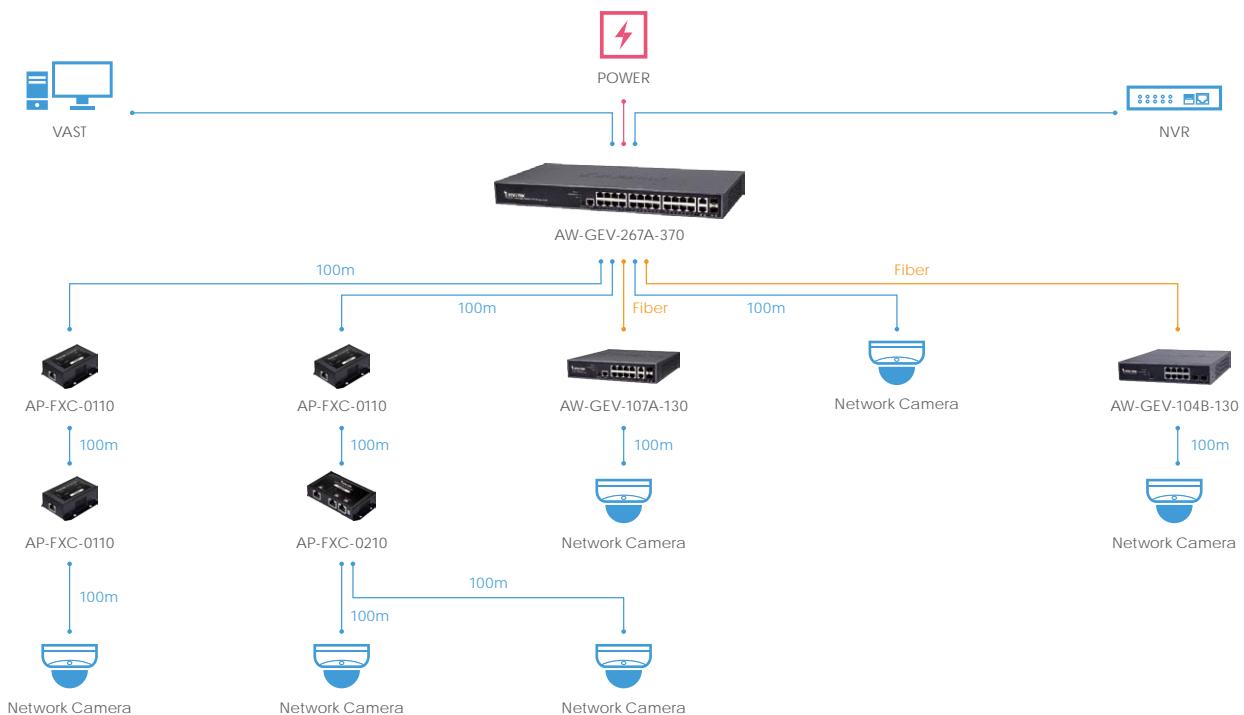 POWER
VAST
NVR
AW-GEV-267A-370
100m
Fiber
100m
Fiber
100m
AP-FXC-0110
AP-FXC-0110
AW-GEV-107A-130
Network Camera
AW-GEV-104B-130
100m
100m
100m
100m
AP-FXC-0110
AP-FXC-0210
Network Camera
Network Camera
100m
100m
100m
Network Camera
Network Camera
Network Camera